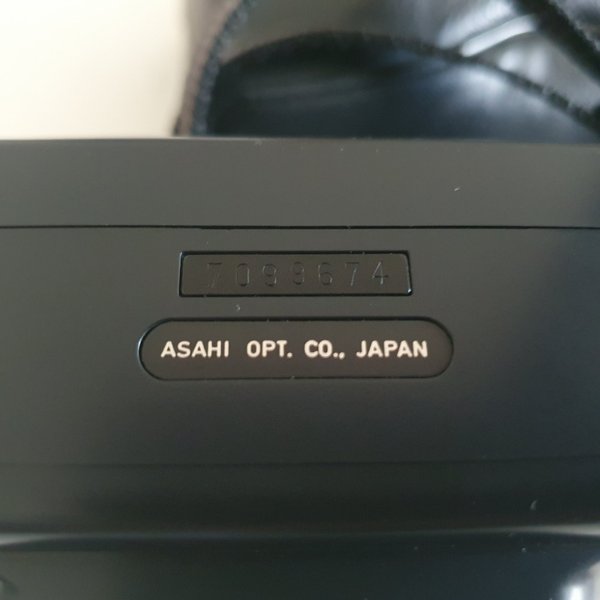 7099674
ASAHI OPT. CO., JAPAN